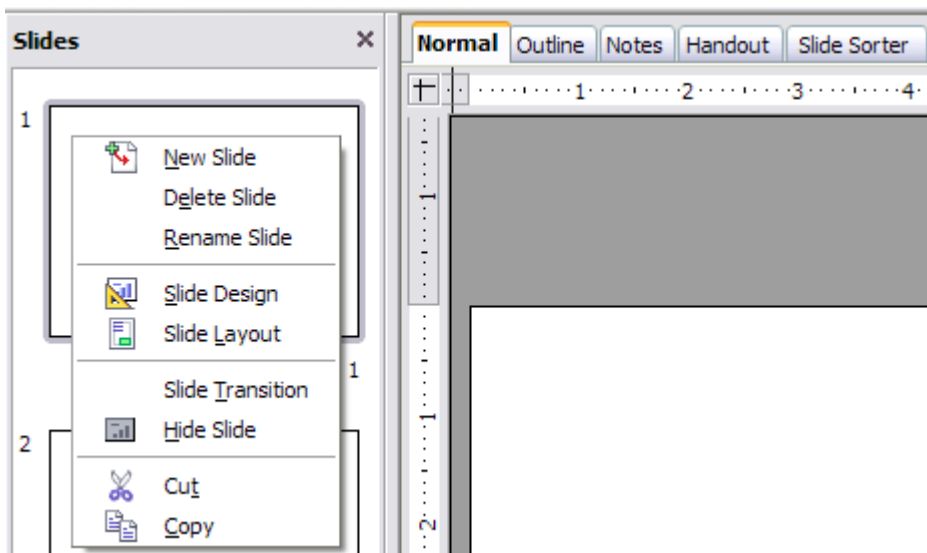 Slides
Normal Outline Notes Handout Slide Sorter
1 2 3 4
1
New Slide
Delete Slide
Rename Slide
Slide Design
Slide Layout
Slide Transition
Hide Slide
Cut
Copy
1
2
1
1
2